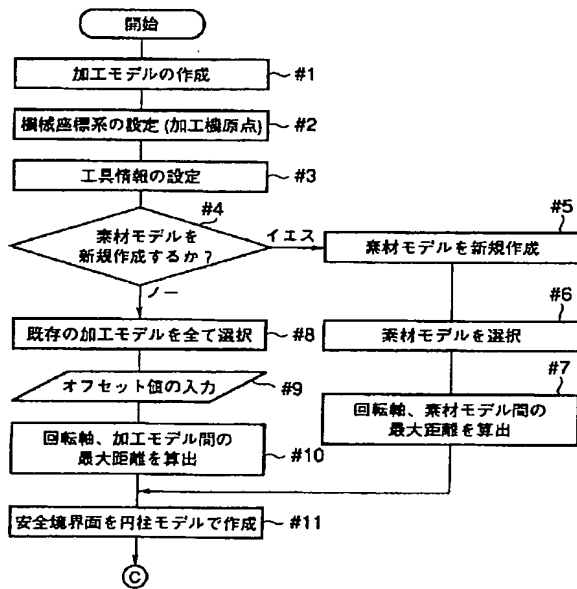 開始
加工モデルの作成
#1
機械座標系の設定(加工機原点)
#2
工具情報の設定
#3
#4
素材モデルを
新規作成するか?
イエス
ノー
#5
素材モデルを新規作成
#6
素材モデルを選択
#7
回転軸、素材モデル間の
最大距離を算出
既存の加工モデルを全て選択
#8
オフセット値の入力
#9
回転軸、加工モデル間の
最大距離を算出
#10
安全境界面を円柱モデルで作成
#11
C